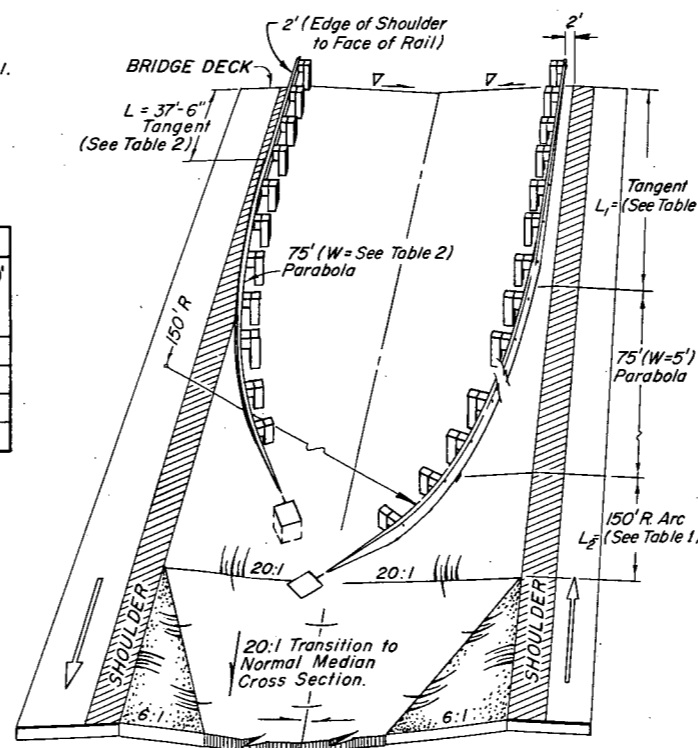 1.
2' (Edge of Shoulder
to Face of Rail)
2'
BRIDGE DECK
L = 37'-6"
Tangent
(See Table 2)
Tangent
L₁ = (See Table
75' (W = See Table 2)
Parabola
150' R
75' (W=5')
Parabola
150' R. Arc
L₂ = (See Table 1)
20:1
20:1
SHOULDER
SHOULDER
20:1 Transition to
Normal Median
Cross Section.
6:1
6:1